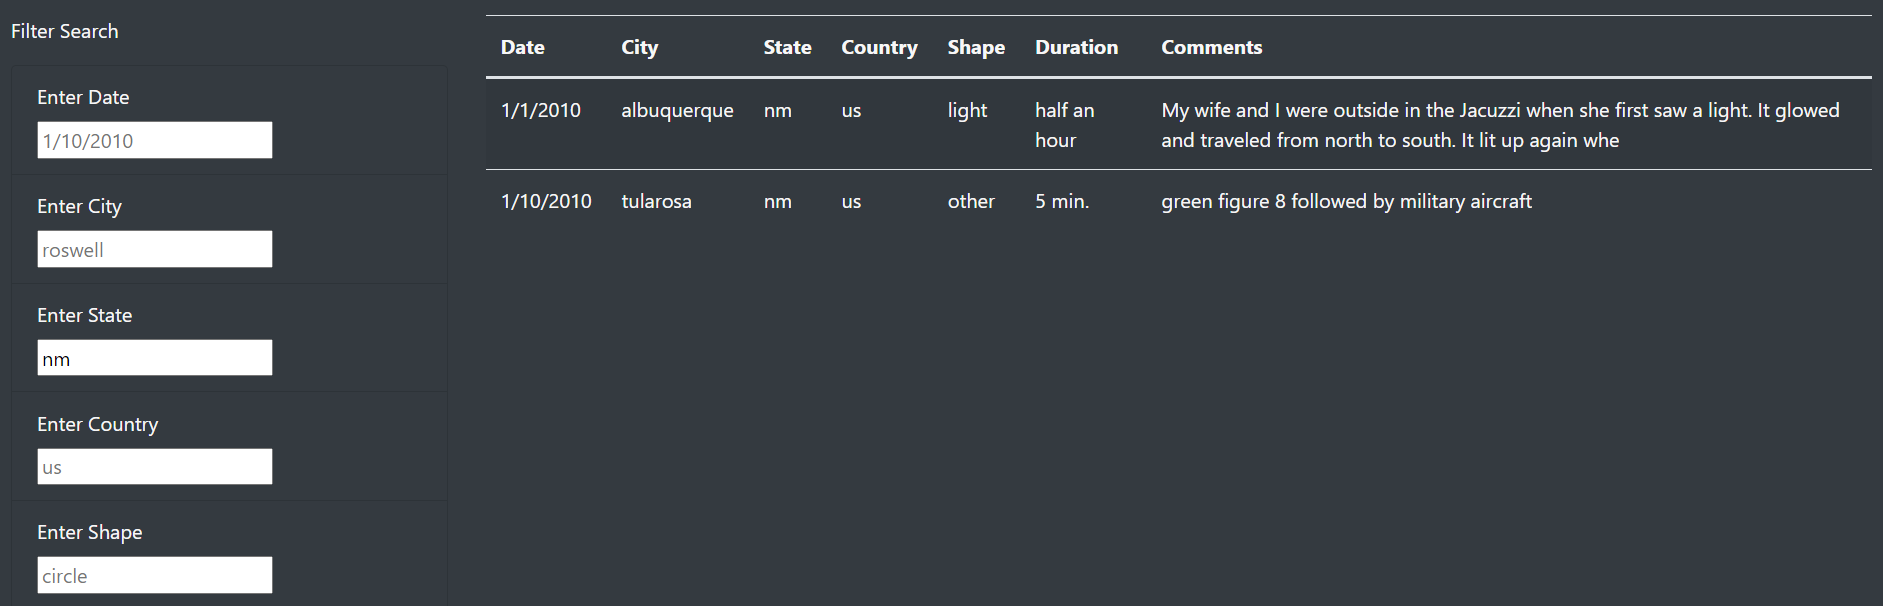 Filter Search
Enter Date
1/10/2010
Enter City
roswell
Enter State
nm
Enter Country
us
Enter Shape
circle
Date City State Country Shape Duration Comments
1/1/2010 albuquerque nm us light half an My wife and I were outside in the Jacuzzi when she first saw a light. It glowed
hour and traveled from north to south. It lit up again whe
1/10/2010 tularosa nm us other 5 min. green figure 8 followed by military aircraft